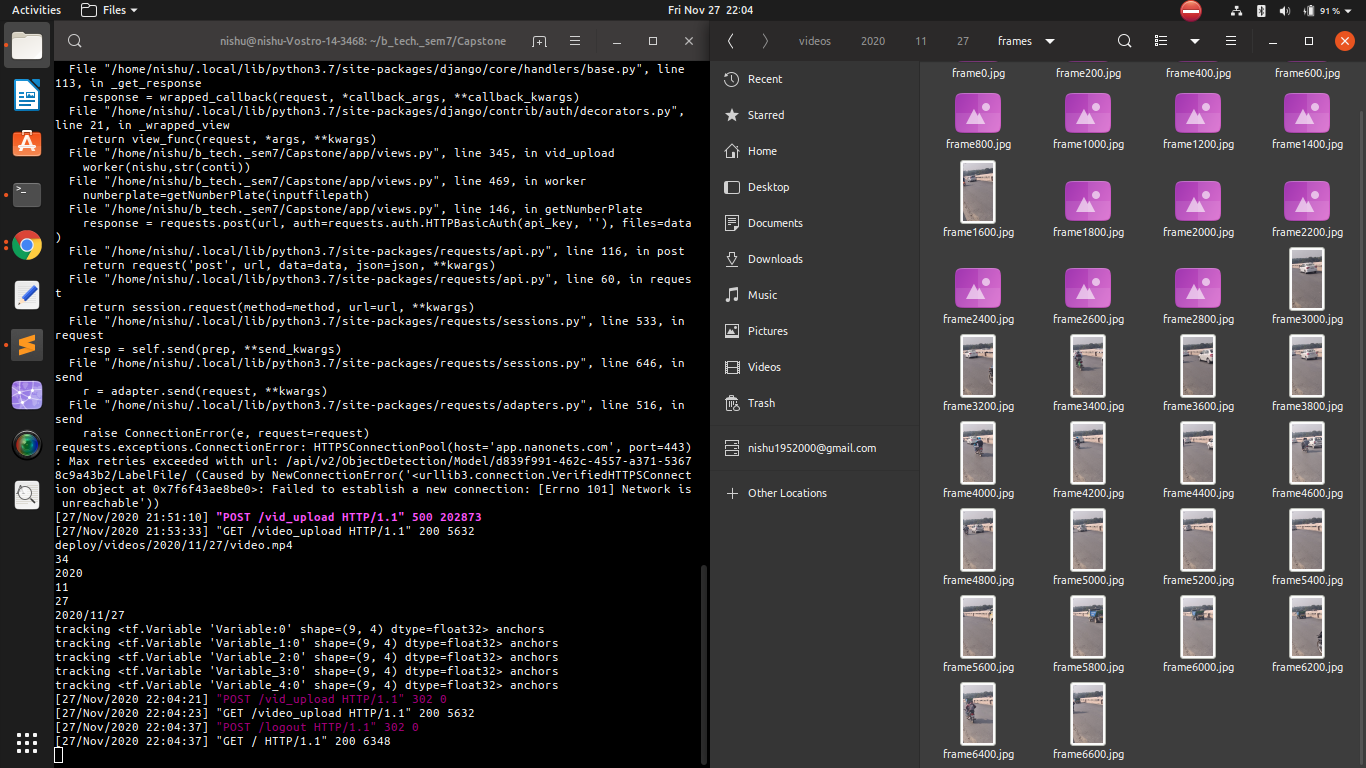 Activities
Files
Fri Nov 27 22:04
91 %
nishu@nishu-Vostro-14-3468: ~/b_tech._sem7/Capstone
File "/home/nishu/.local/lib/python3.7/site-packages/django/core/handlers/base.py", line
113, in _get_response
response = wrapped_callback(request, *callback_args, **callback_kwargs)
File "/home/nishu/.local/lib/python3.7/site-packages/django/contrib/auth/decorators.py",
line 21, in _wrapped_view
return view_func(request, *args, **kwargs)
File "/home/nishu/b_tech._sem7/Capstone/app/views.py", line 345, in vid_upload
worker(nishu,str(conti))
File "/home/nishu/b_tech._sem7/Capstone/app/views.py", line 469, in worker
numberplate=getNumberPlate(inputfilepath)
File "/home/nishu/b_tech._sem7/Capstone/app/views.py", line 146, in getNumberPlate
response = requests.post(url, auth=requests.auth.HTTPBasicAuth(api_key, ''), files=data
)
File "/home/nishu/.local/lib/python3.7/site-packages/requests/api.py", line 116, in post
return request('post', url, data=data, json=json, **kwargs)
File "/home/nishu/.local/lib/python3.7/site-packages/requests/api.py", line 60, in reques
t
return session.request(method=method, url=url, **kwargs)
File "/home/nishu/.local/lib/python3.7/site-packages/requests/sessions.py", line 533, in
request
resp = self.send(prep, **send_kwargs)
File "/home/nishu/.local/lib/python3.7/site-packages/requests/sessions.py", line 646, in
send
r = adapter.send(request, **kwargs)
File "/home/nishu/.local/lib/python3.7/site-packages/requests/adapters.py", line 516, in
send
raise ConnectionError(e, request=request)
requests.exceptions.ConnectionError: HTTPSConnectionPool(host='app.nanonets.com', port=443)
: Max retries exceeded with url: /api/v2/ObjectDetection/Model/d839f991-462c-4557-a371-5367
8c9a43b2/LabelFile/ (Caused by NewConnectionError('<urllib3.connection.VerifiedHTTPSConnect
ion object at 0x7f6f43ae8be0>: Failed to establish a new connection: [Errno 101] Network is
unreachable'))
[27/Nov/2020 21:51:10] "POST /vid_upload HTTP/1.1" 500 202873
[27/Nov/2020 21:53:33] "GET /video_upload HTTP/1.1" 200 5632
deploy/videos/2020/11/27/video.mp4
34
2020
11
27
2020/11/27
tracking <tf.Variable 'Variable:0' shape=(9, 4) dtype=float32> anchors
tracking <tf.Variable 'Variable_1:0' shape=(9, 4) dtype=float32> anchors
tracking <tf.Variable 'Variable_2:0' shape=(9, 4) dtype=float32> anchors
tracking <tf.Variable 'Variable_3:0' shape=(9, 4) dtype=float32> anchors
tracking <tf.Variable 'Variable_4:0' shape=(9, 4) dtype=float32> anchors
[27/Nov/2020 22:04:21] "POST /vid_upload HTTP/1.1" 302 0
[27/Nov/2020 22:04:23] "GET /video_upload HTTP/1.1" 200 5632
[27/Nov/2020 22:04:37] "POST /logout HTTP/1.1" 302 0
[27/Nov/2020 22:04:37] "GET / HTTP/1.1" 200 6348
videos 2020 11 27 frames
Recent
Starred
Home
Desktop
Documents
Downloads
Music
Pictures
Videos
Trash
nishu1952000@gmail.com
Other Locations
frame0.jpg frame200.jpg frame400.jpg frame600.jpg
frame800.jpg frame1000.jpg frame1200.jpg frame1400.jpg
frame1600.jpg frame1800.jpg frame2000.jpg frame2200.jpg
frame2400.jpg frame2600.jpg frame2800.jpg frame3000.jpg
frame3200.jpg frame3400.jpg frame3600.jpg frame3800.jpg
frame4000.jpg frame4200.jpg frame4400.jpg frame4600.jpg
frame4800.jpg frame5000.jpg frame5200.jpg frame5400.jpg
frame5600.jpg frame5800.jpg frame6000.jpg frame6200.jpg
frame6400.jpg frame6600.jpg